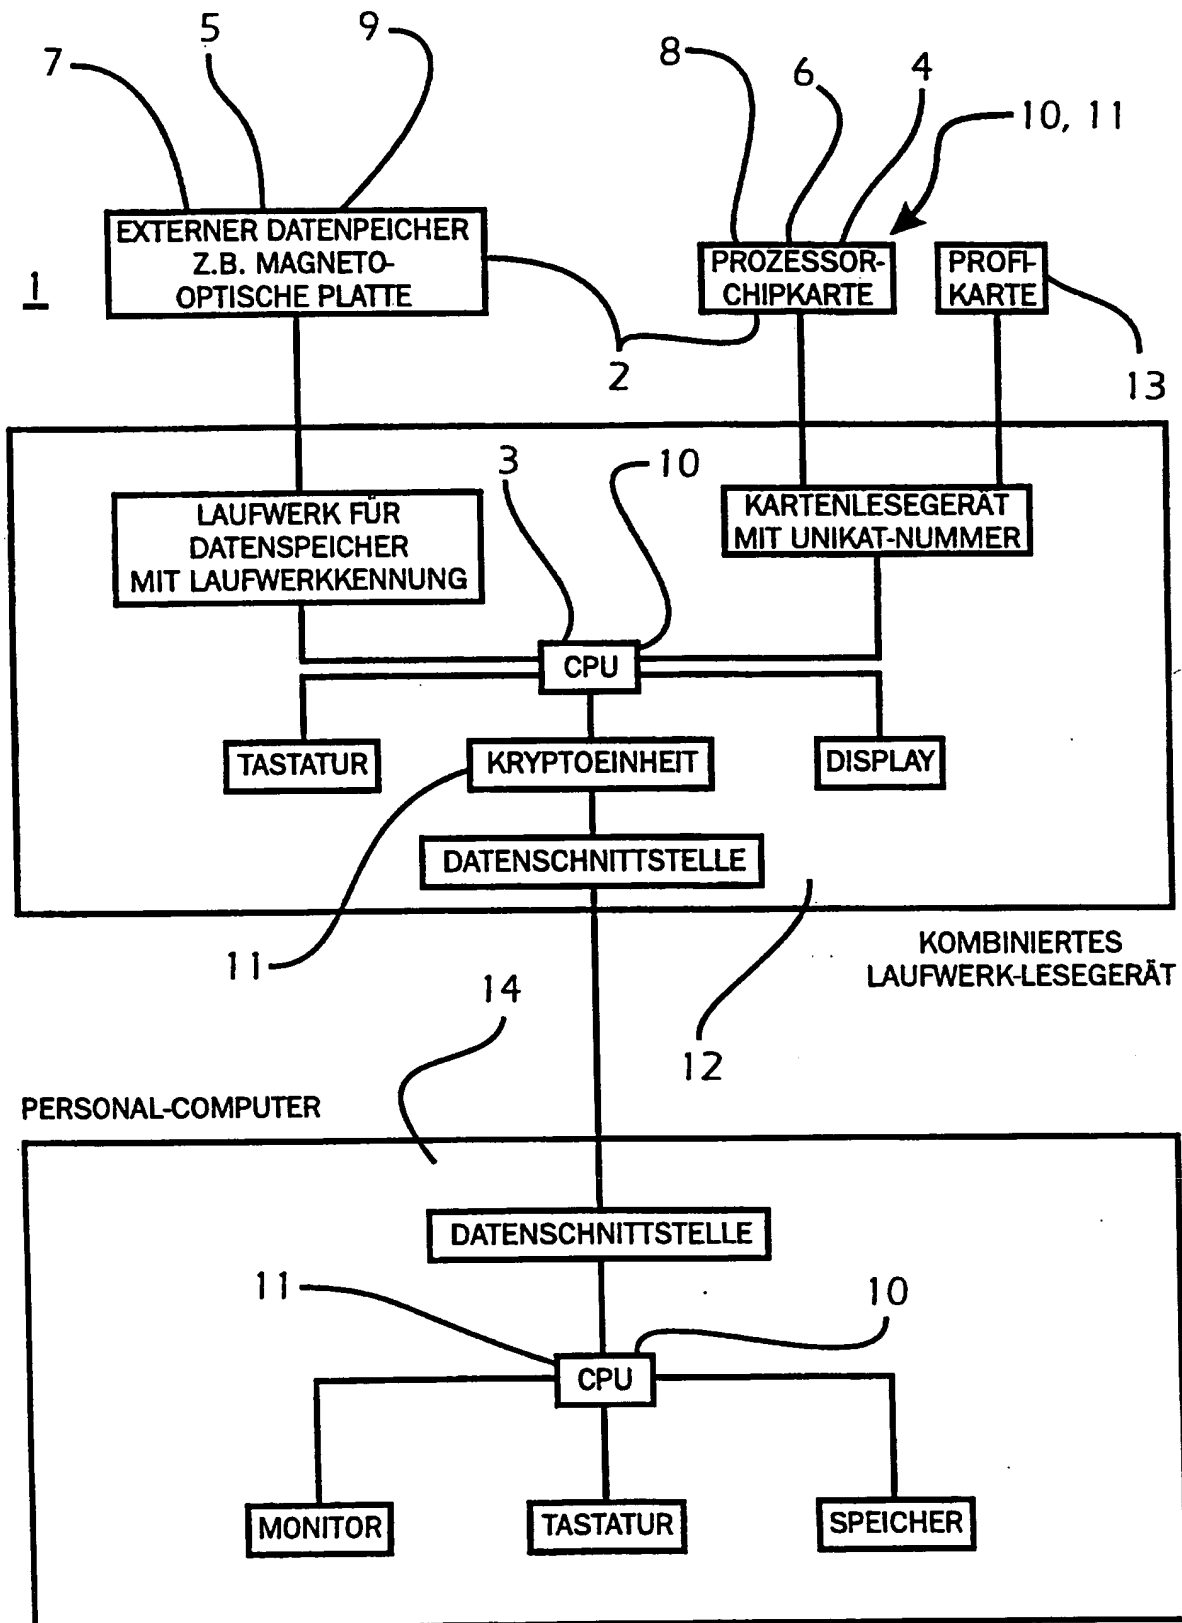 7
5
9
8
6
4
10, 11
EXTERNER DATENPEICHER
Z.B. MAGNETO-
OPTISCHE PLATTE
PROZESSOR-
CHIPKARTE
PROFI-
KARTE
1
2
13
3
10
LAUFWERK FÜR
DATENSPEICHER
MIT LAUFWERKKENNUNG
KARTENLESEGERÄT
MIT UNIKAT-NUMMER
CPU
TASTATUR
KRYPTOEINHEIT
DISPLAY
DATENSCHNITTSTELLE
11
KOMBINIERTES
LAUFWERK-LESEGERÄT
14
12
PERSONAL-COMPUTER
DATENSCHNITTSTELLE
11
10
CPU
MONITOR
TASTATUR
SPEICHER